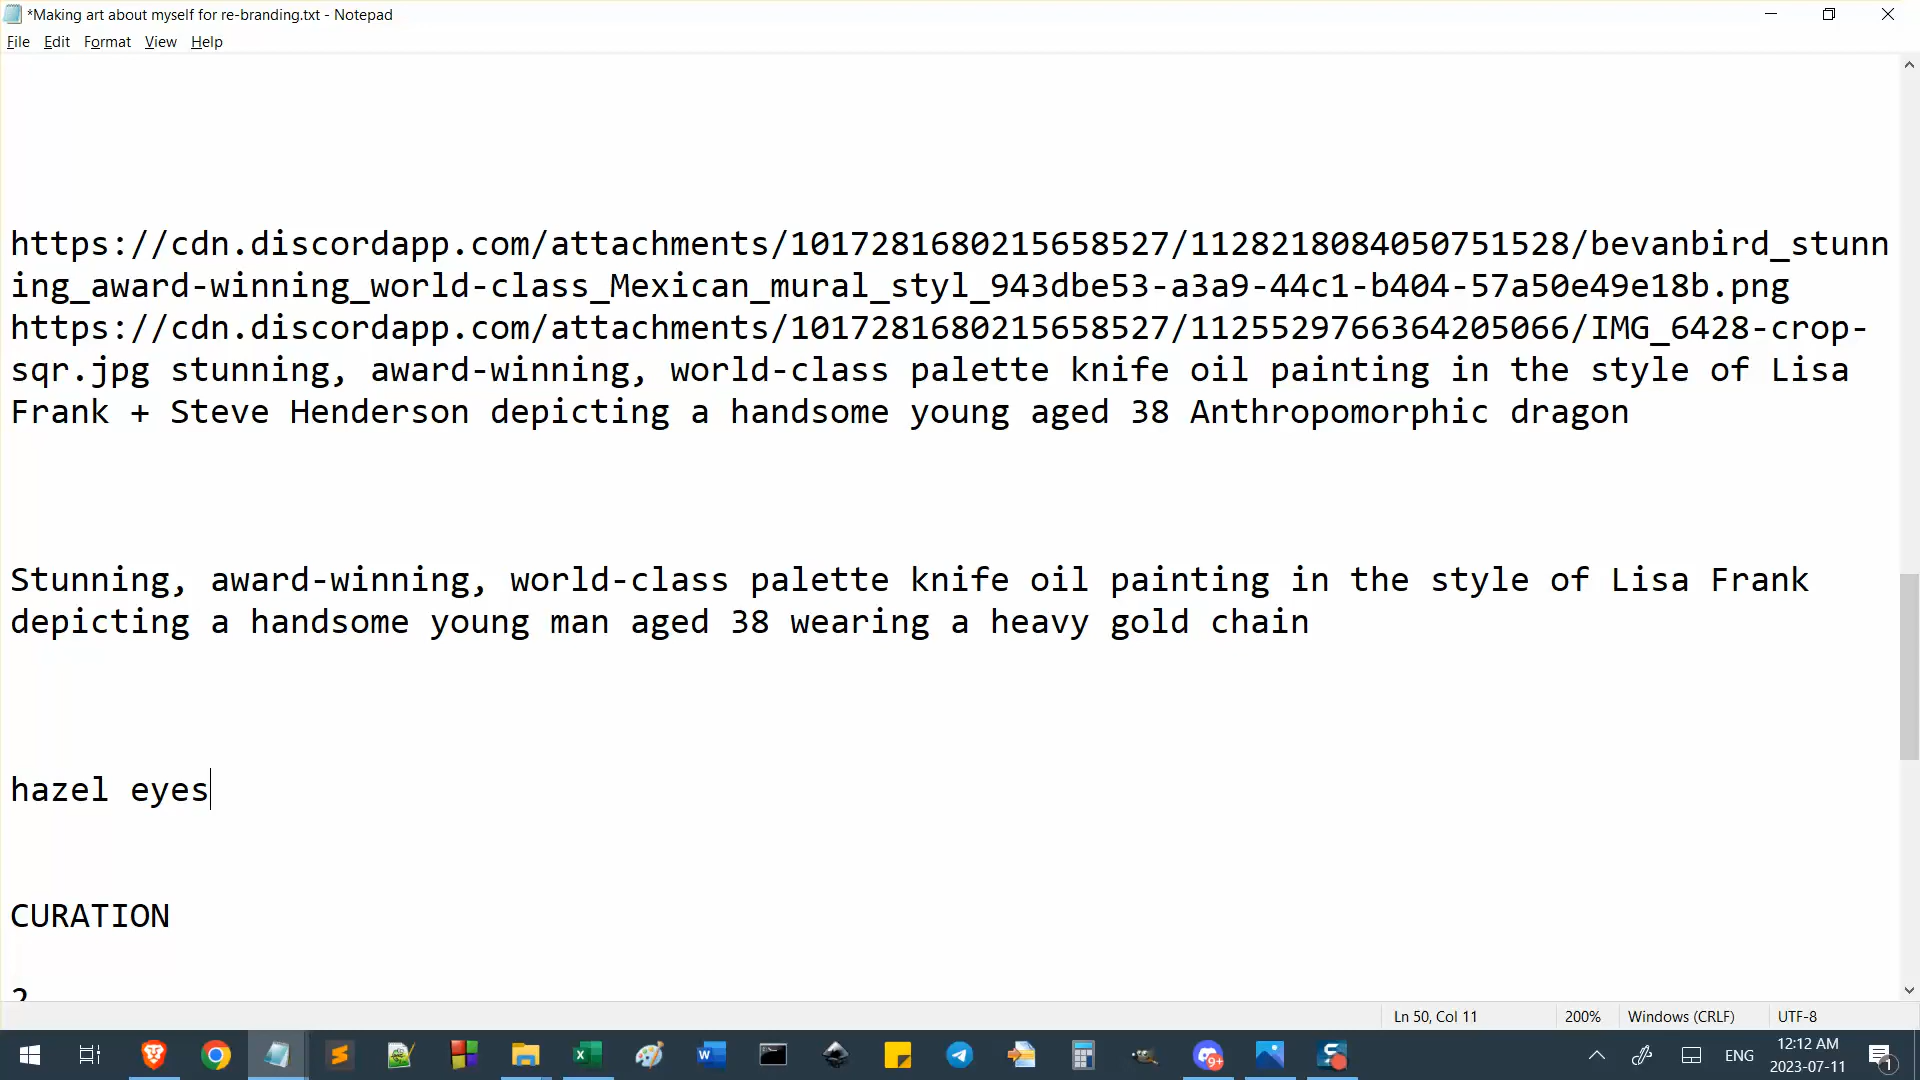 *Making art about myself for re-branding.txt - Notepad
File Edit Format View Help
https://cdn.discordapp.com/attachments/1017281680215658527/1128218084050751528/bevanbird_stunn
ing_award-winning_world-class_Mexican_mural_styl_943dbe53-a3a9-44c1-b404-57a50e49e18b.png
https://cdn.discordapp.com/attachments/1017281680215658527/1125529766364205066/IMG_6428-crop-
sqr.jpg stunning, award-winning, world-class palette knife oil painting in the style of Lisa
Frank + Steve Henderson depicting a handsome young aged 38 Anthropomorphic dragon
Stunning, award-winning, world-class palette knife oil painting in the style of Lisa Frank
depicting a handsome young man aged 38 wearing a heavy gold chain
hazel eyes
CURATION
2
Ln 50, Col 11 200% Windows (CRLF) UTF-8
ENG
12:12 AM
2023-07-11
9+
1